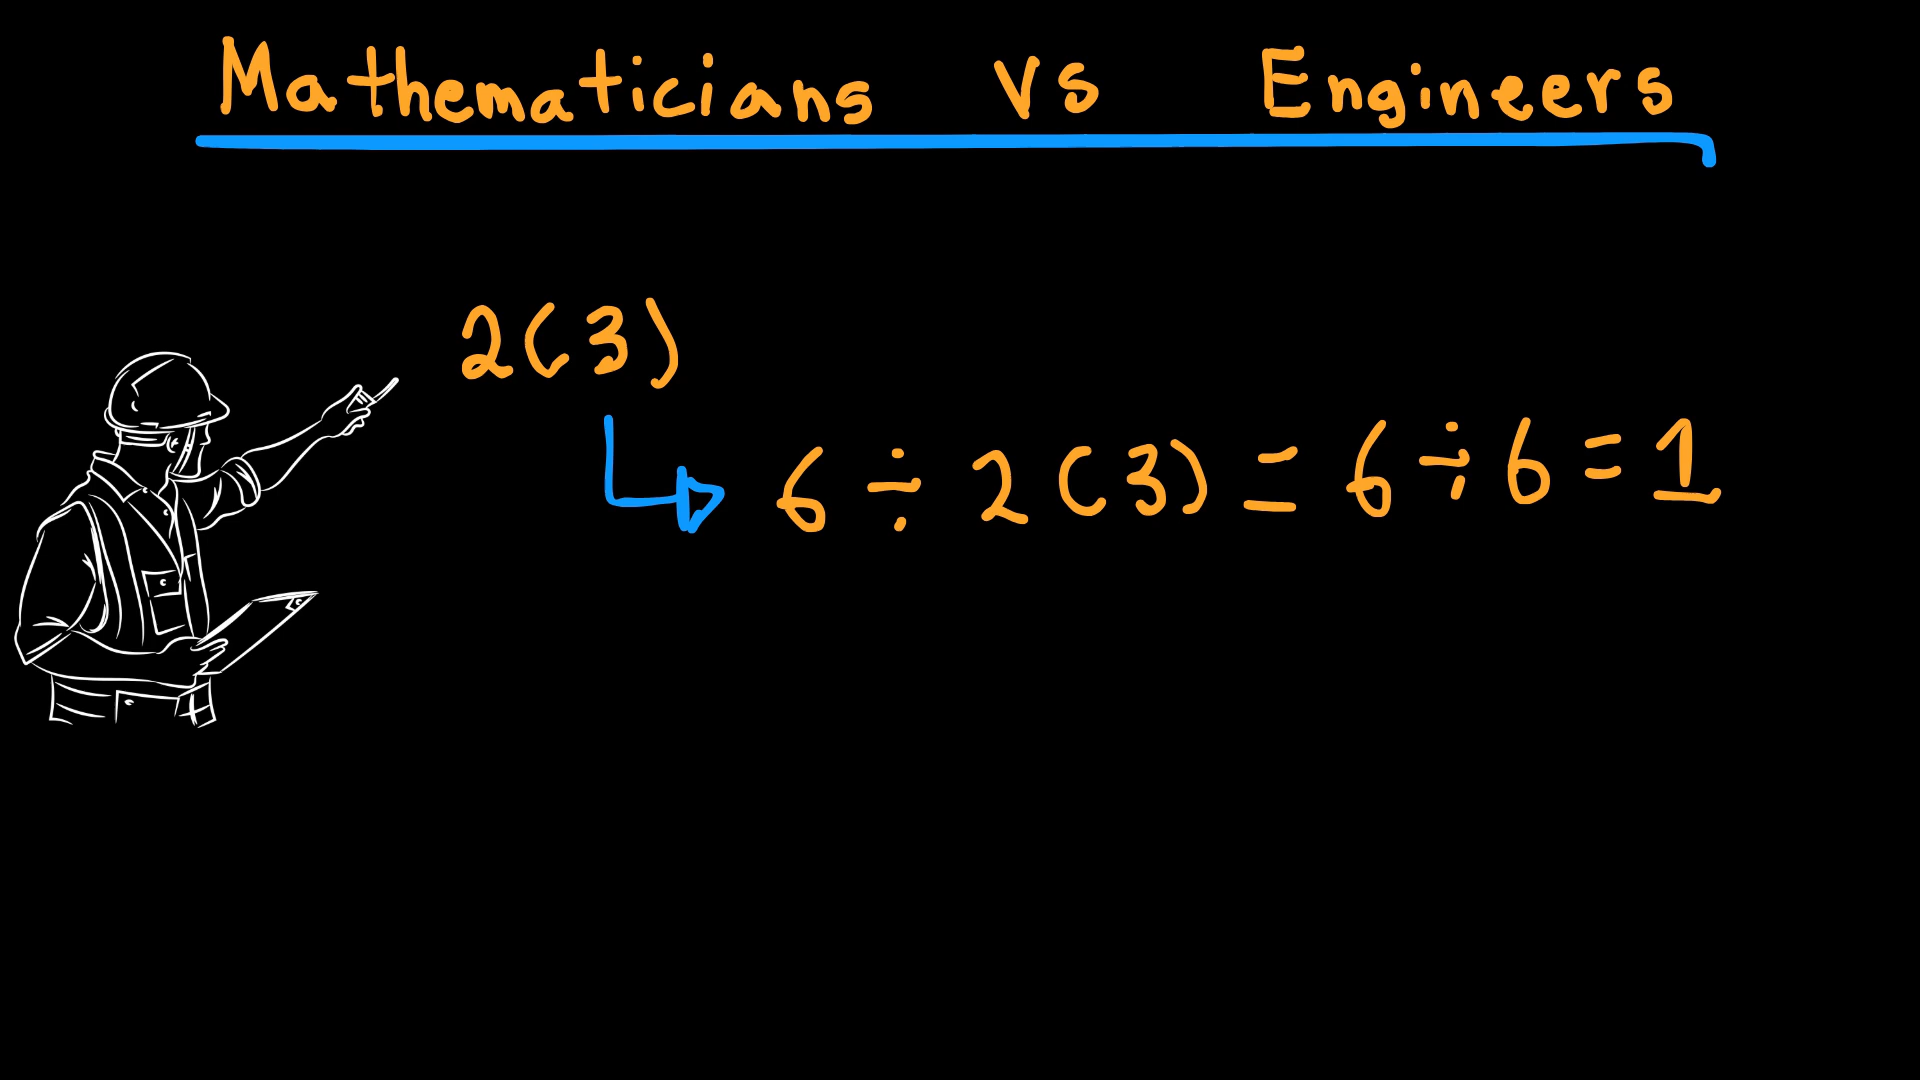 Mathematicians vs Engineers
2(3)
6 ÷ 2(3) = 6 ÷ 6 = 1